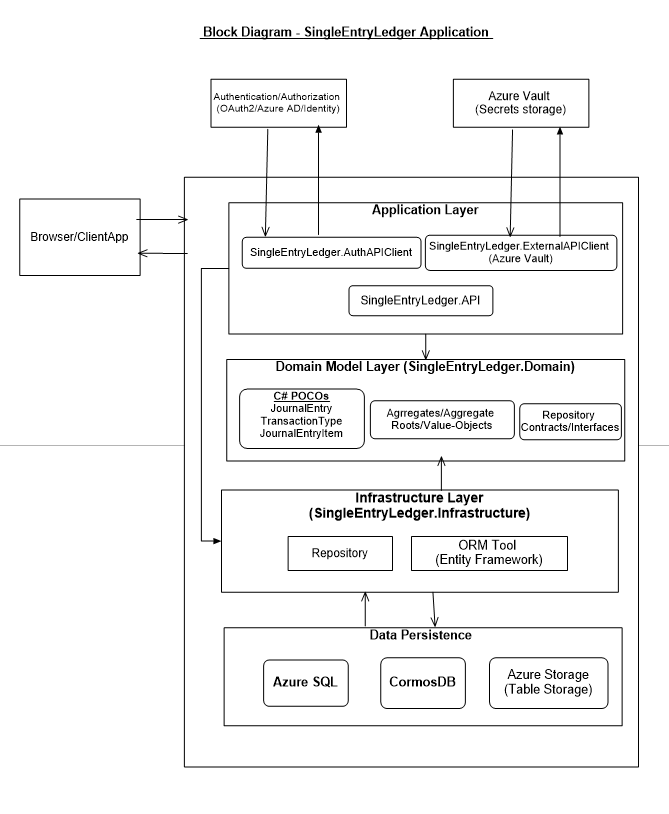 Block Diagram - SingleEntryLedger Application
Authentication/Authorization
(OAuth2/Azure AD/Identity)
Azure Vault
(Secrets storage)
Browser/ClientApp
Application Layer
SingleEntryLedger.AuthAPIClient
SingleEntryLedger.ExternalAPIClient
(Azure Vault)
SingleEntryLedger.API
Domain Model Layer (SingleEntryLedger.Domain)
C# POCOs
JournalEntry
TransactionType
JournalEntryItem
Agrregates/Aggregate
Roots/Value-Objects
Repository
Contracts/Interfaces
Infrastructure Layer
(SingleEntryLedger.Infrastructure)
Repository
ORM Tool
(Entity Framework)
Data Persistence
Azure SQL
CormosDB
Azure Storage
(Table Storage)